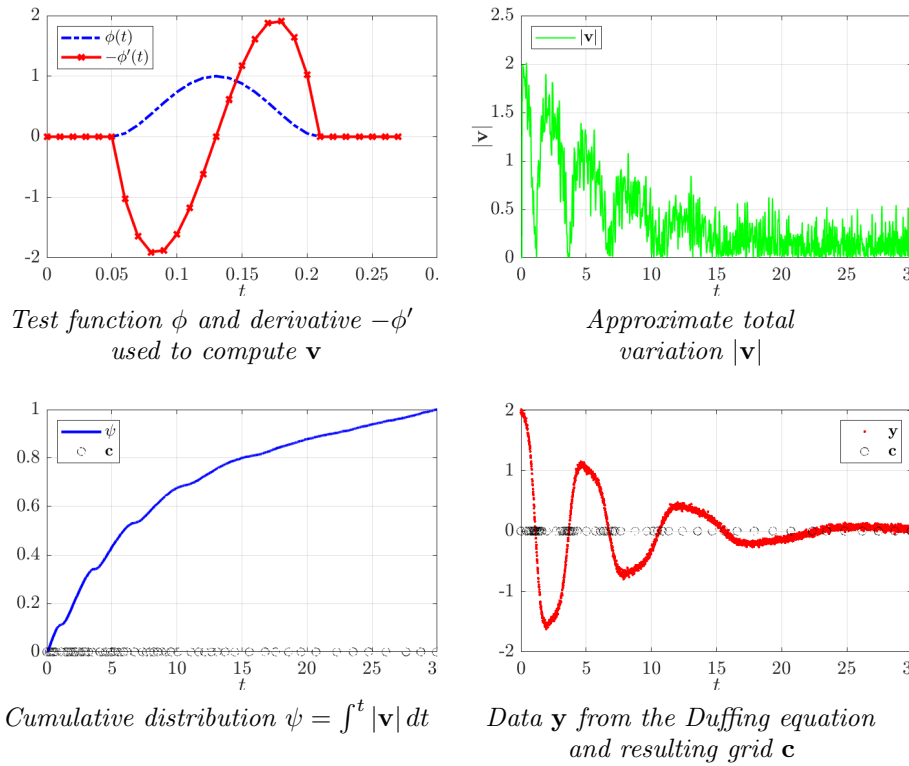 2
1
0
-1
-2
0
0.05
0.1
0.15
0.2
0.25
0.
t
ϕ(t)
−ϕ′(t)
Test function ϕ and derivative −ϕ′
used to compute v
2.5
2
1.5
1
0.5
0
0
5
10
15
20
25
30
t
|v|
|v|
Approximate total
variation |v|
1
0.8
0.6
0.4
0.2
0
0
5
10
15
20
25
30
t
ψ
c
Cumulative distribution ψ = ∫ᵗ |v| dt
2
1
0
-1
-2
0
5
10
15
20
25
30
t
y
c
Data y from the Duffing equation
and resulting grid c